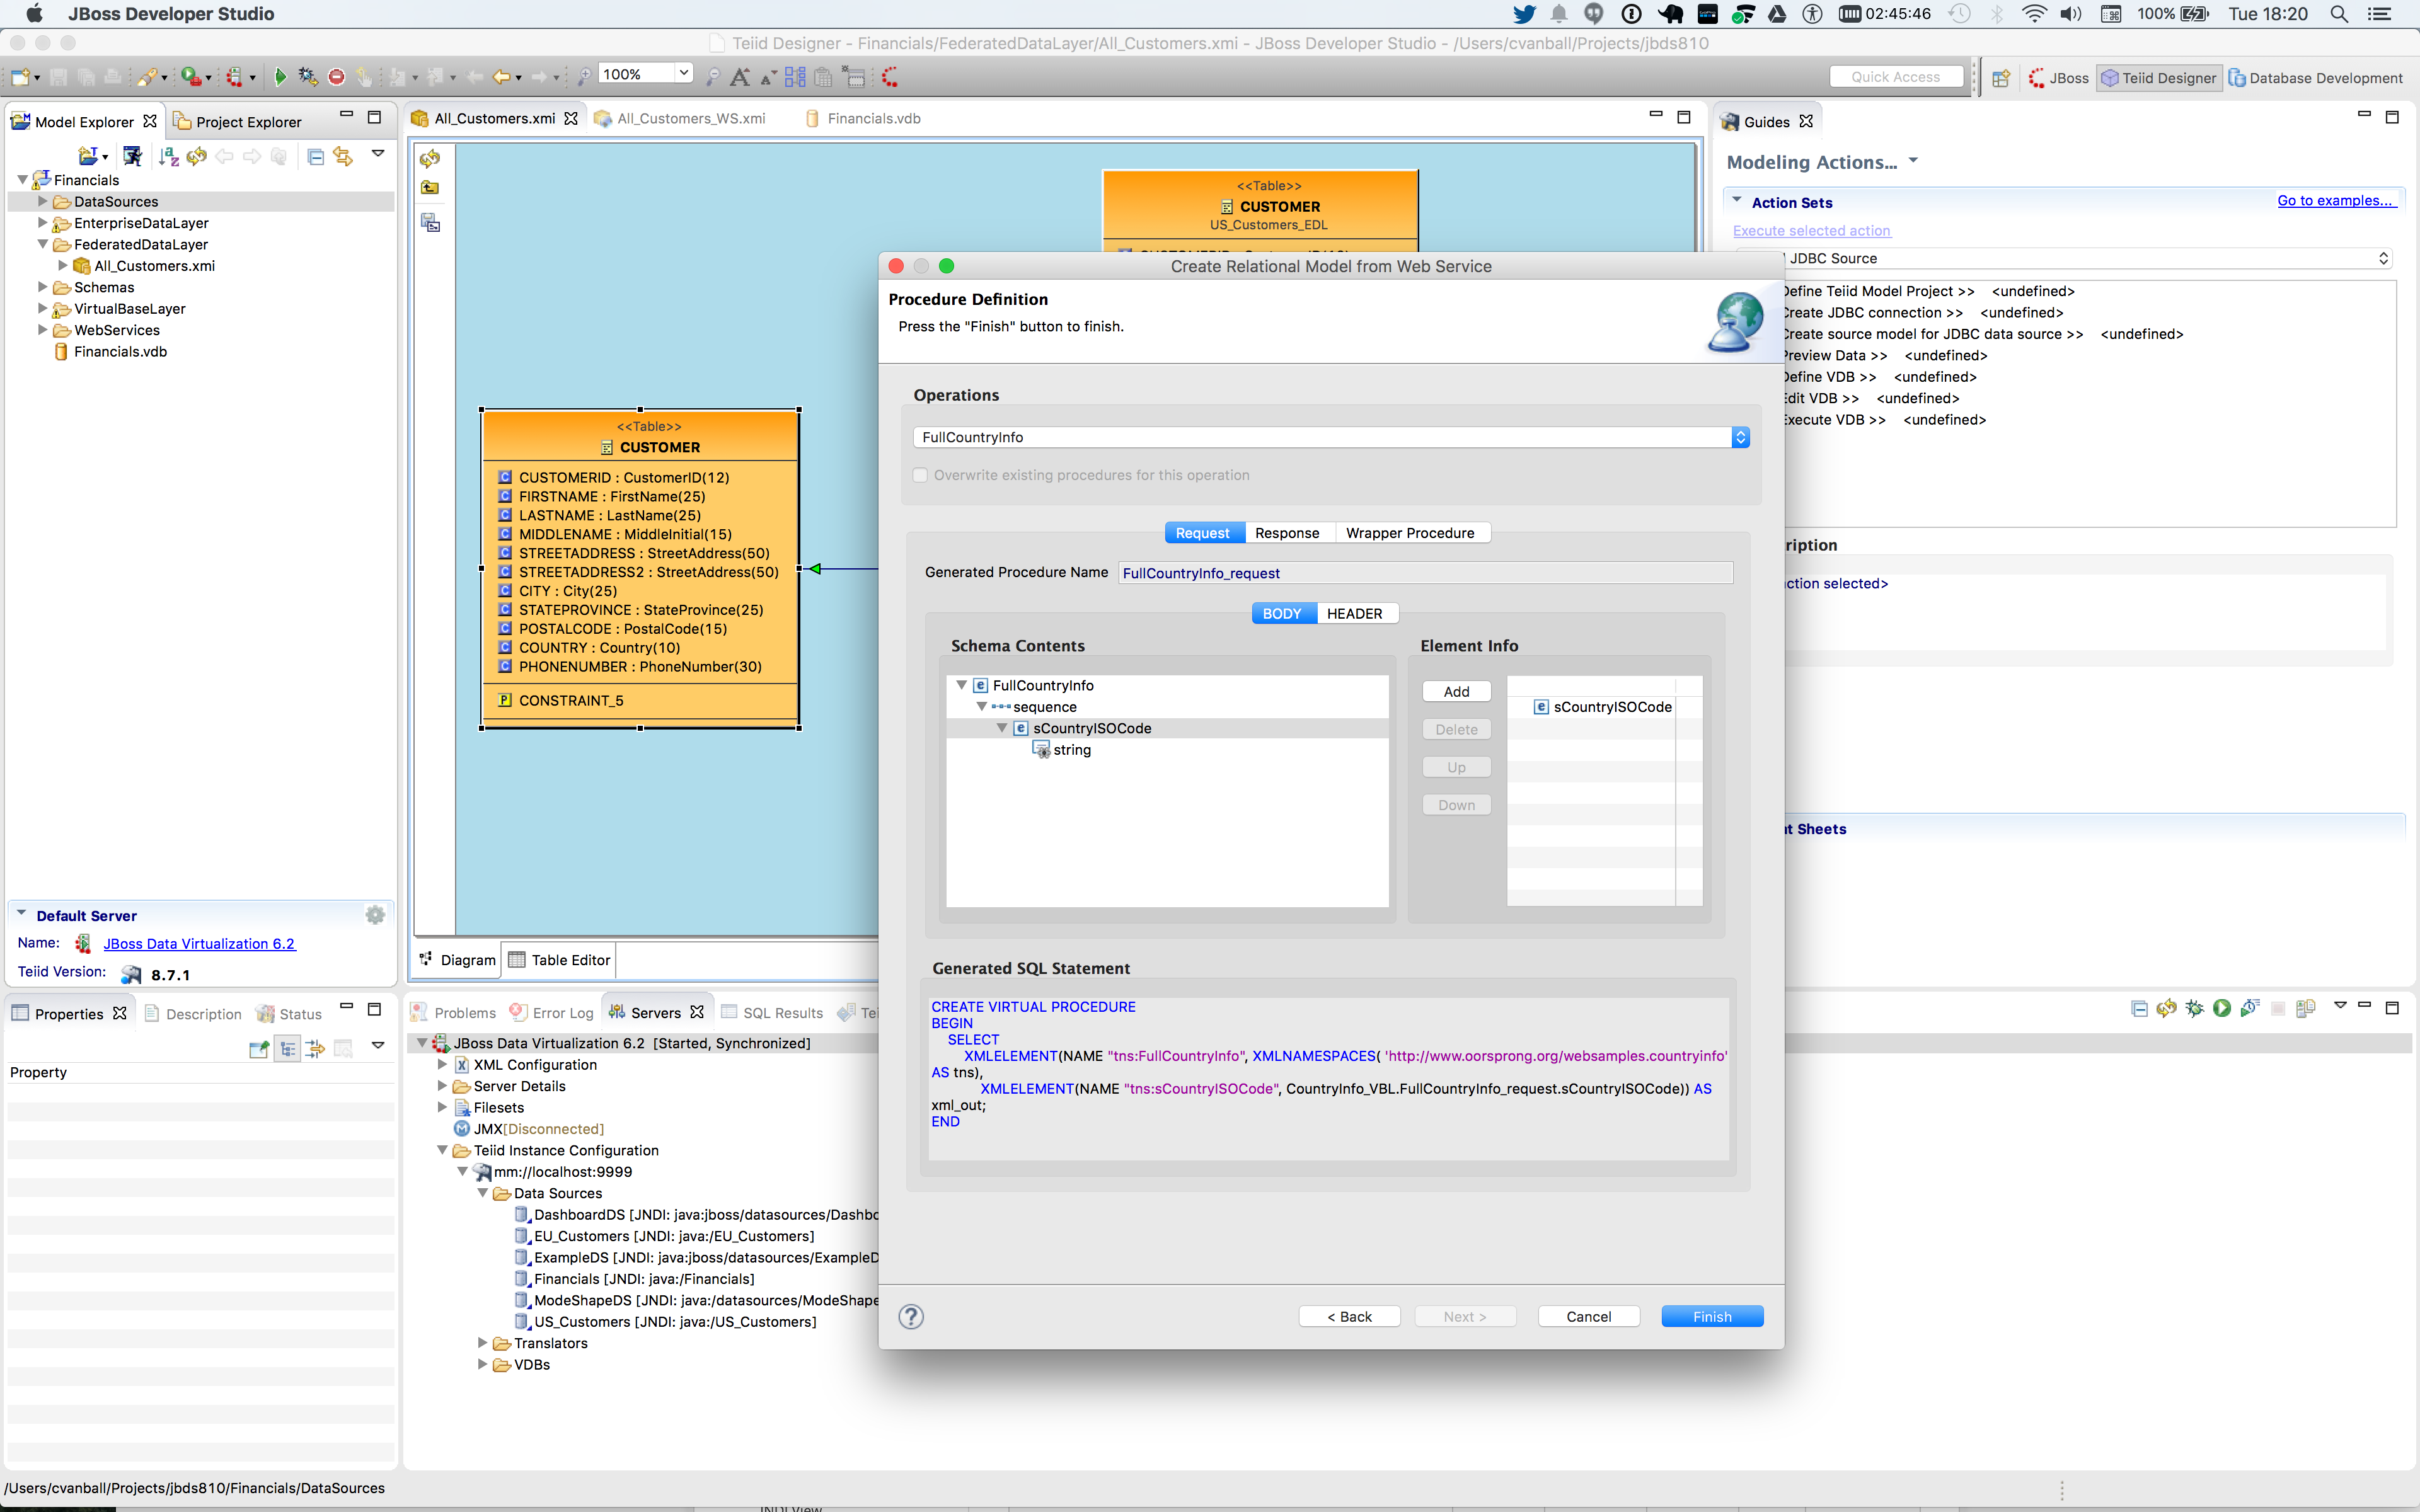 JBoss Developer Studio
02:45:46
100%
Tue 18:20
Teiid Designer - Financials/FederatedDataLayer/All_Customers.xmi - JBoss Developer Studio - /Users/cvanball/Projects/jbds810
100%
Quick Access
JBoss
Teiid Designer
Database Development
Model Explorer
Project Explorer
Financials
DataSources
EnterpriseDataLayer
FederatedDataLayer
All_Customers.xmi
Schemas
VirtualBaseLayer
WebServices
Financials.vdb
Default Server
Name: JBoss Data Virtualization 6.2
Teiid Version: 8.7.1
All_Customers.xmi
All_Customers_WS.xmi
Financials.vdb
<<Table>>
CUSTOMER
US_Customers_EDL
<<Table>>
CUSTOMER
CUSTOMERID : CustomerID(12)
FIRSTNAME : FirstName(25)
LASTNAME : LastName(25)
MIDDLENAME : MiddleInitial(15)
STREETADDRESS : StreetAddress(50)
STREETADDRESS2 : StreetAddress(50)
CITY : City(25)
STATEPROVINCE : StateProvince(25)
POSTALCODE : PostalCode(15)
COUNTRY : Country(10)
PHONENUMBER : PhoneNumber(30)
CONSTRAINT_5
Diagram
Table Editor
Guides
Modeling Actions...
Action Sets
Go to examples...
Execute selected action
JDBC Source
Define Teiid Model Project >> <undefined>
Create JDBC connection >> <undefined>
Create source model for JDBC data source >> <undefined>
Preview Data >> <undefined>
Define VDB >> <undefined>
Edit VDB >> <undefined>
Execute VDB >> <undefined>
ription
ction selected>
t Sheets
Create Relational Model from Web Service
Procedure Definition
Press the "Finish" button to finish.
Operations
FullCountryInfo
Overwrite existing procedures for this operation
Request
Response
Wrapper Procedure
Generated Procedure Name FullCountryInfo_request
BODY
HEADER
Schema Contents
FullCountryInfo
sequence
sCountryISOCode
string
Element Info
Add
Delete
Up
Down
sCountryISOCode
Generated SQL Statement
CREATE VIRTUAL PROCEDURE
BEGIN
SELECT
XMLELEMENT(NAME "tns:FullCountryInfo", XMLNAMESPACES( 'http://www.oorsprong.org/websamples.countryinfo'
AS tns),
XMLELEMENT(NAME "tns:sCountryISOCode", CountryInfo_VBL.FullCountryInfo_request.sCountryISOCode)) AS
xml_out;
END
< Back
Next >
Cancel
Finish
Properties
Description
Status
Property
Problems
Error Log
Servers
SQL Results
Tei
JBoss Data Virtualization 6.2 [Started, Synchronized]
XML Configuration
Server Details
Filesets
JMX[Disconnected]
Teiid Instance Configuration
mm://localhost:9999
Data Sources
DashboardDS [JNDI: java:jboss/datasources/Dashbo
EU_Customers [JNDI: java:/EU_Customers]
ExampleDS [JNDI: java:jboss/datasources/ExampleD
Financials [JNDI: java:/Financials]
ModeShapeDS [JNDI: java:/datasources/ModeShape
US_Customers [JNDI: java:/US_Customers]
Translators
VDBs
/Users/cvanball/Projects/jbds810/Financials/DataSources